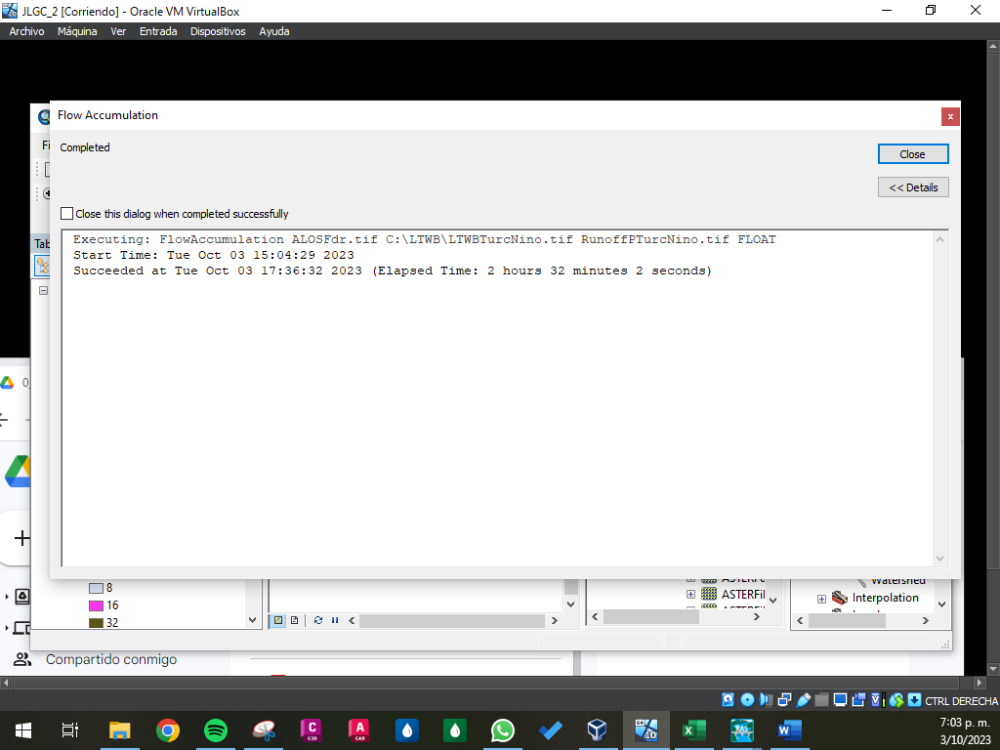 JLGC_2 [Corriendo] - Oracle VM VirtualBox
Archivo Máquina Ver Entrada Dispositivos Ayuda
Flow Accumulation
x
Completed
Close
<< Details
Close this dialog when completed successfully
Executing: FlowAccumulation ALOSFdr.tif C:\LTWB\LTWBTurcNino.tif RunoffPTurcNino.tif FLOAT
Start Time: Tue Oct 03 15:04:29 2023
Succeeded at Tue Oct 03 17:36:32 2023 (Elapsed Time: 2 hours 32 minutes 2 seconds)
Fi
Tab
8
16
32
ASTERFil
Watershed
Interpolation
Compartido conmigo
CTRL DERECHA
7:03 p. m.
3/10/2023